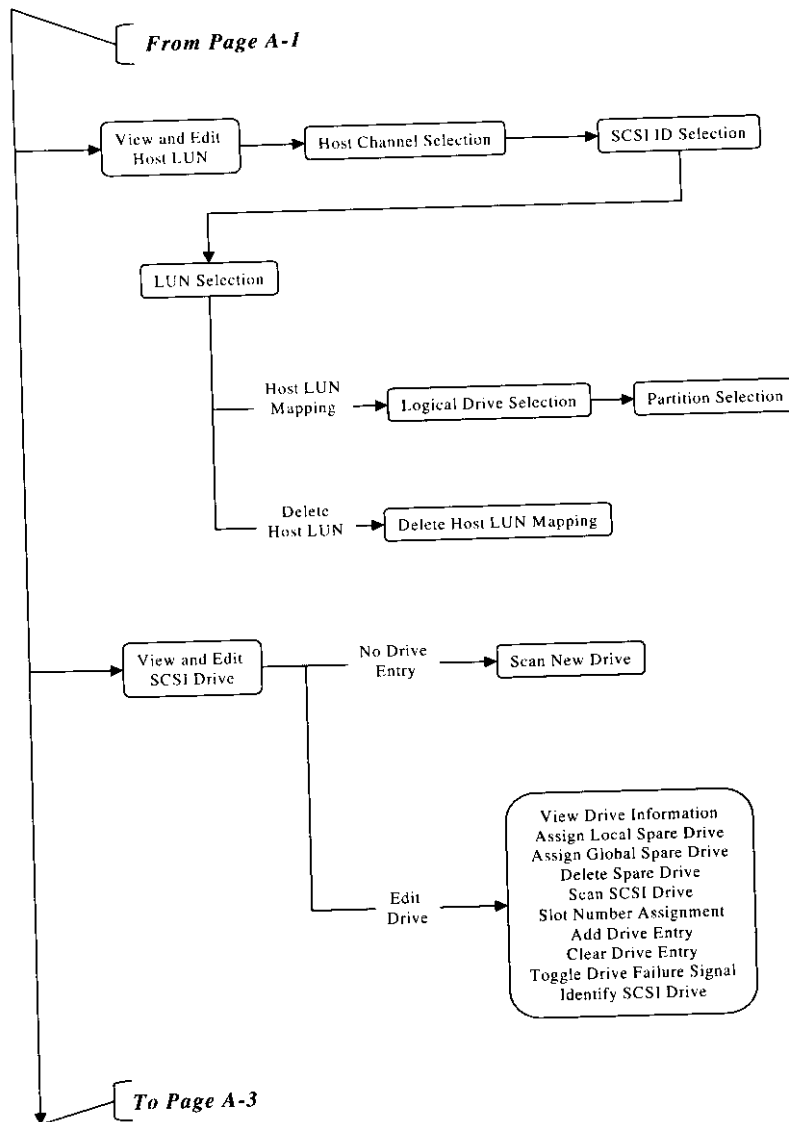 From Page A-1
View and Edit
Host LUN
Host Channel Selection
SCSI ID Selection
LUN Selection
Host LUN
Mapping
Logical Drive Selection
Partition Selection
Delete
Host LUN
Delete Host LUN Mapping
View and Edit
SCSI Drive
No Drive
Entry
Scan New Drive
Edit
Drive
View Drive Information
Assign Local Spare Drive
Assign Global Spare Drive
Delete Spare Drive
Scan SCSI Drive
Slot Number Assignment
Add Drive Entry
Clear Drive Entry
Toggle Drive Failure Signal
Identify SCSI Drive
To Page A-3